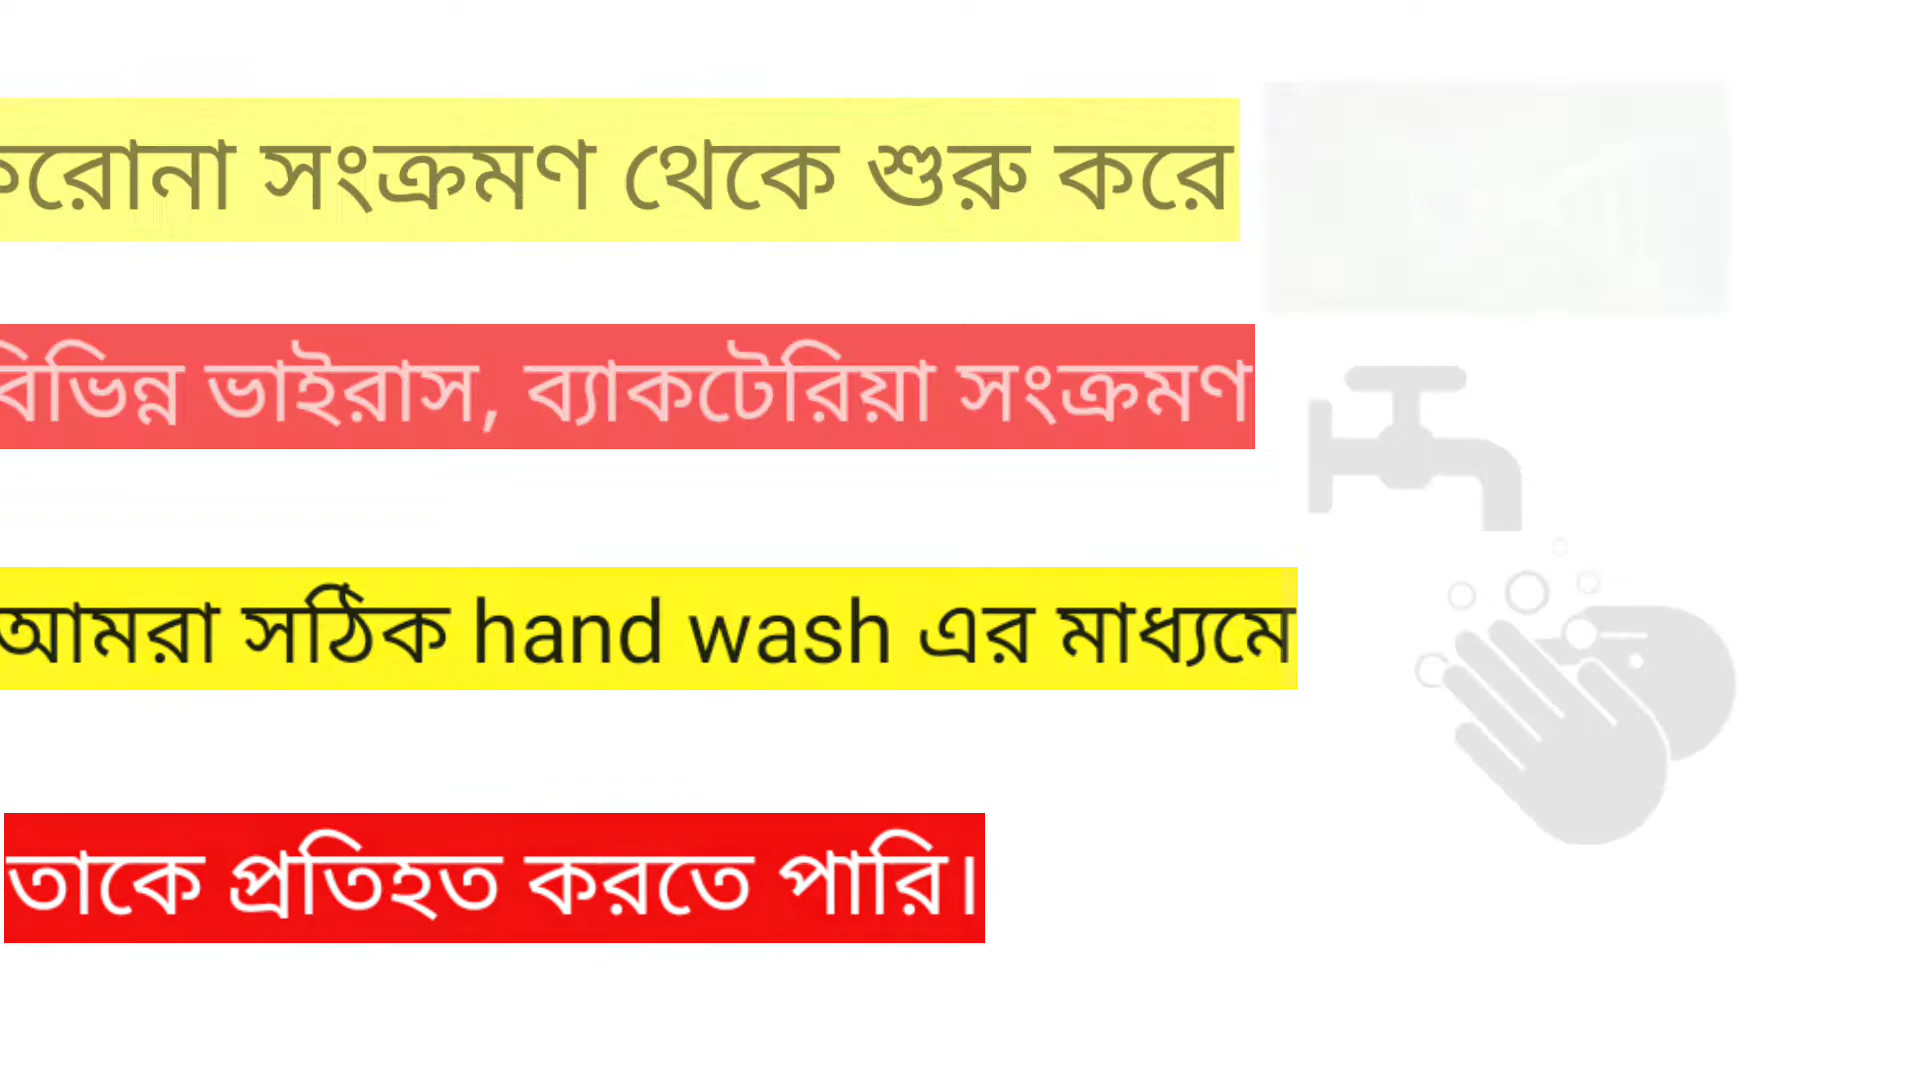 করোনা সংক্রমণ থেকে শুরু করে
বিভিন্ন ভাইরাস, ব্যাকটেরিয়া সংক্রমণ
আমরা সঠিক hand wash এর মাধ্যমে
তাকে প্রতিহত করতে পারি।